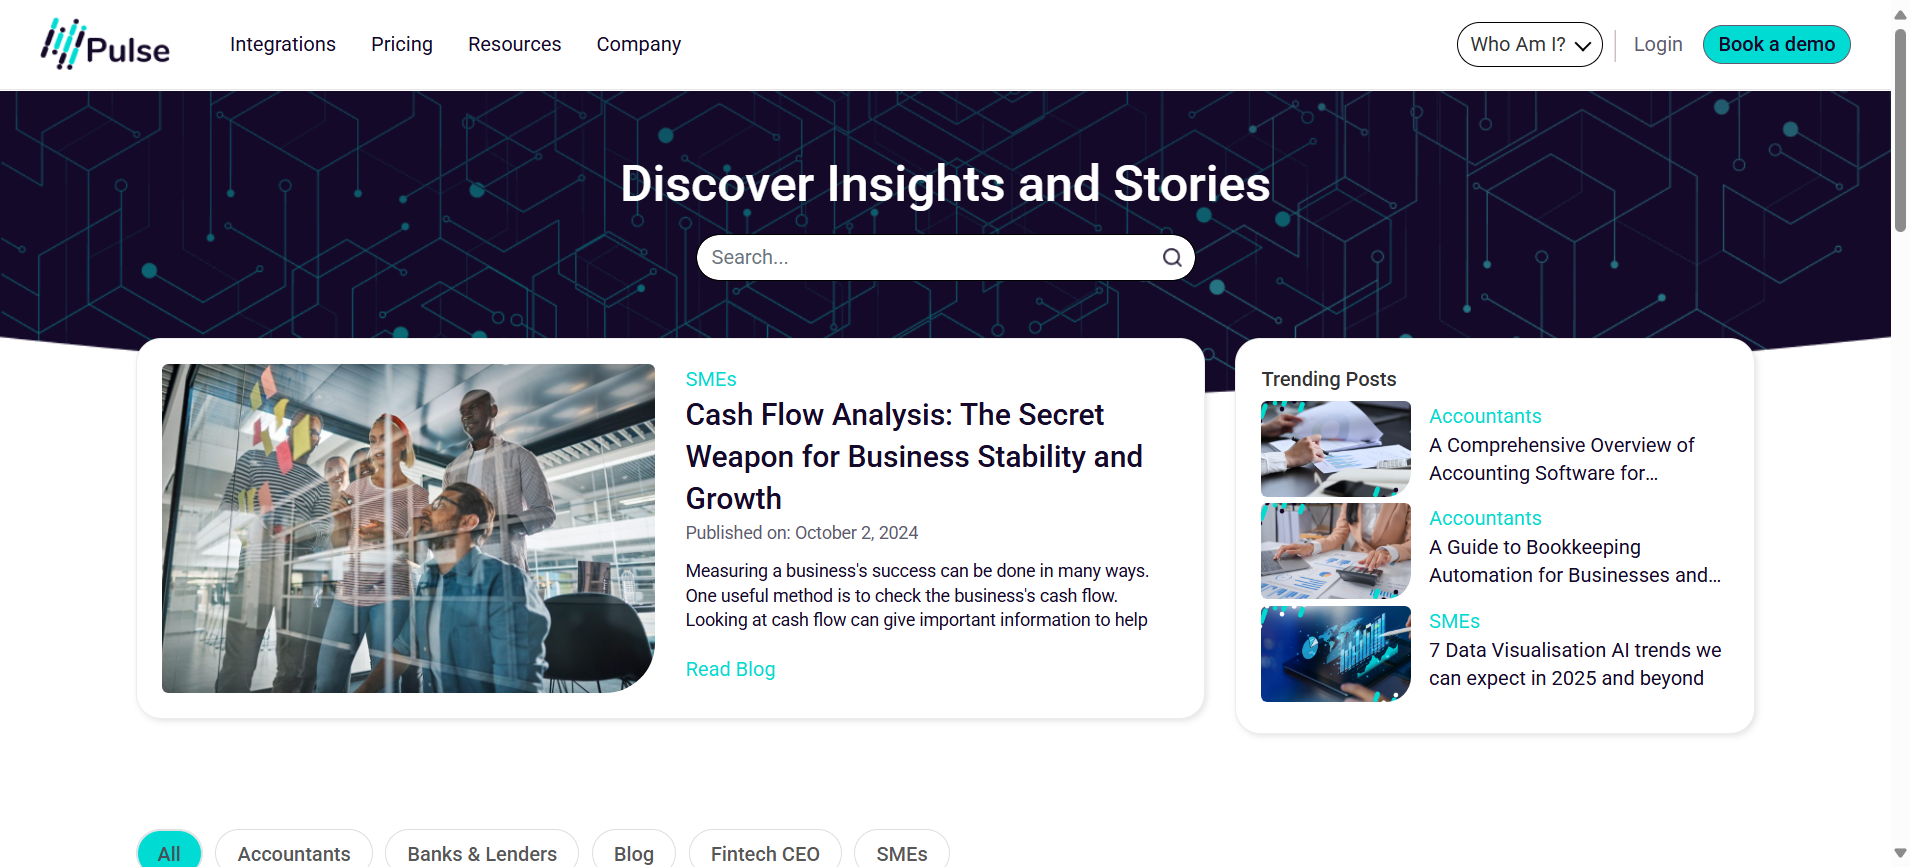 Pulse
Integrations
Pricing
Resources
Company
Who Am I?
Login
Book a demo
Discover Insights and Stories
Search...
SMEs
Cash Flow Analysis: The Secret
Weapon for Business Stability and
Growth
Published on: October 2, 2024
Measuring a business's success can be done in many ways.
One useful method is to check the business's cash flow.
Looking at cash flow can give important information to help
Read Blog
Trending Posts
Accountants
A Comprehensive Overview of
Accounting Software for...
Accountants
A Guide to Bookkeeping
Automation for Businesses and...
SMEs
7 Data Visualisation AI trends we
can expect in 2025 and beyond
All
Accountants
Banks & Lenders
Blog
Fintech CEO
SMEs